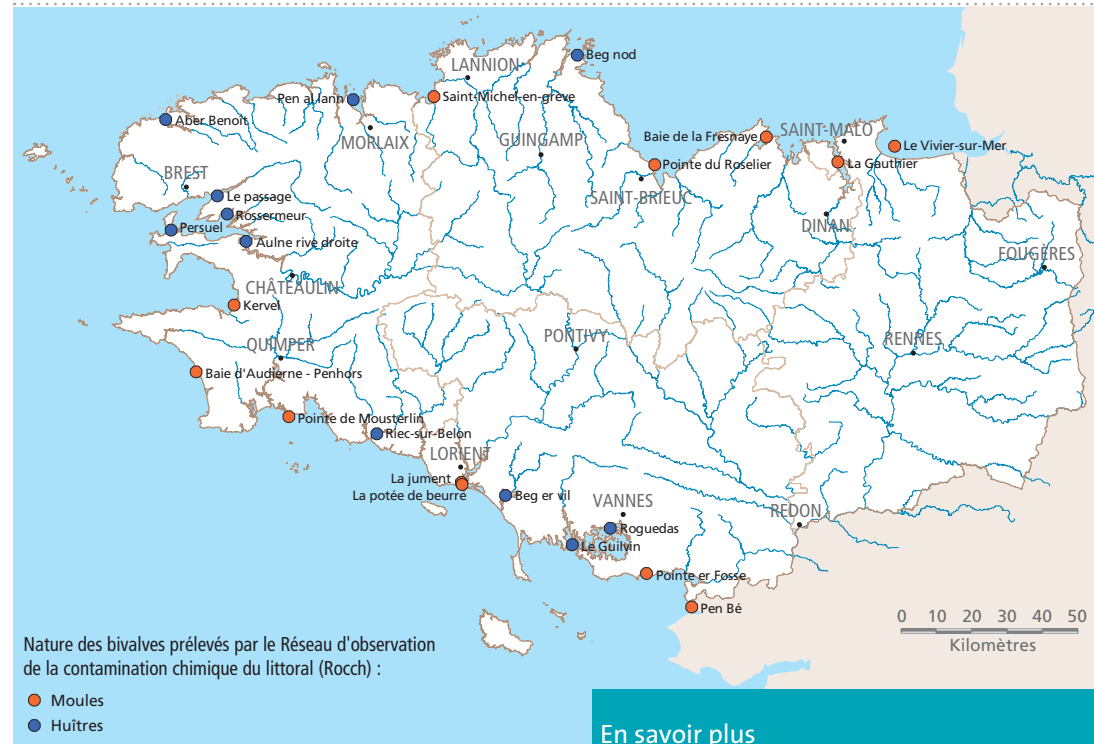 Beg nod
LANNION
Pen al lann
Saint-Michel-en-grève
Aber Benoît
MORLAIX
GUINGAMP
Baie de la Fresnaye
SAINT-MALO
Le Vivier-sur-Mer
Pointe du Roselier
La Gauthier
BREST
SAINT-BRIEUC
Le passage
Rossermeur
Persuel
DINAN
Aulne rive droite
FOUGÈRES
CHÂTEAULIN
Kervel
QUIMPER
PONTIVY
RENNES
Baie d'Audierne - Penhors
Pointe de Mousterlin
Riec-sur-Belon
LORIENT
La jument
La potée de beurre
Beg er vil
VANNES
REDON
Roguedas
Le Guilvin
Pointe er Fosse
Pen Bé
0 10 20 30 40 50
Kilomètres
Nature des bivalves prélevés par le Réseau d'observation
de la contamination chimique du littoral (Rocch) :
Moules
Huîtres
En savoir plus